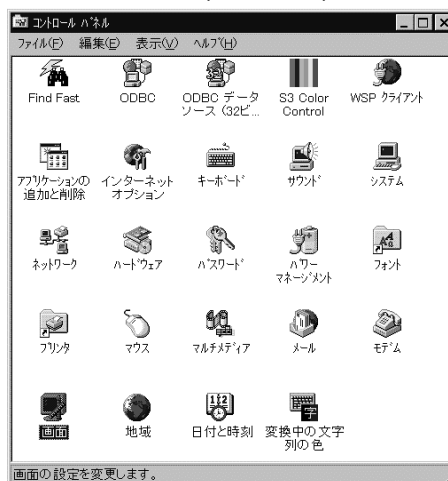 コントロール パネル
ファイル(F) 編集(E) 表示(V) ヘルプ(H)
Find Fast
ODBC
ODBC データ
ソース (32ビ...
S3 Color
Control
WSP クライアント
アプリケーションの
追加と削除
インターネット
オプション
キーボード
サウンド
システム
ネットワーク
ハードウェア
パスワード
パワー
マネージメント
フォント
プリンタ
マウス
マルチメディア
メール
モデム
画面
地域
日付と時刻
変換中の文字
列の色
画面の設定を変更します。